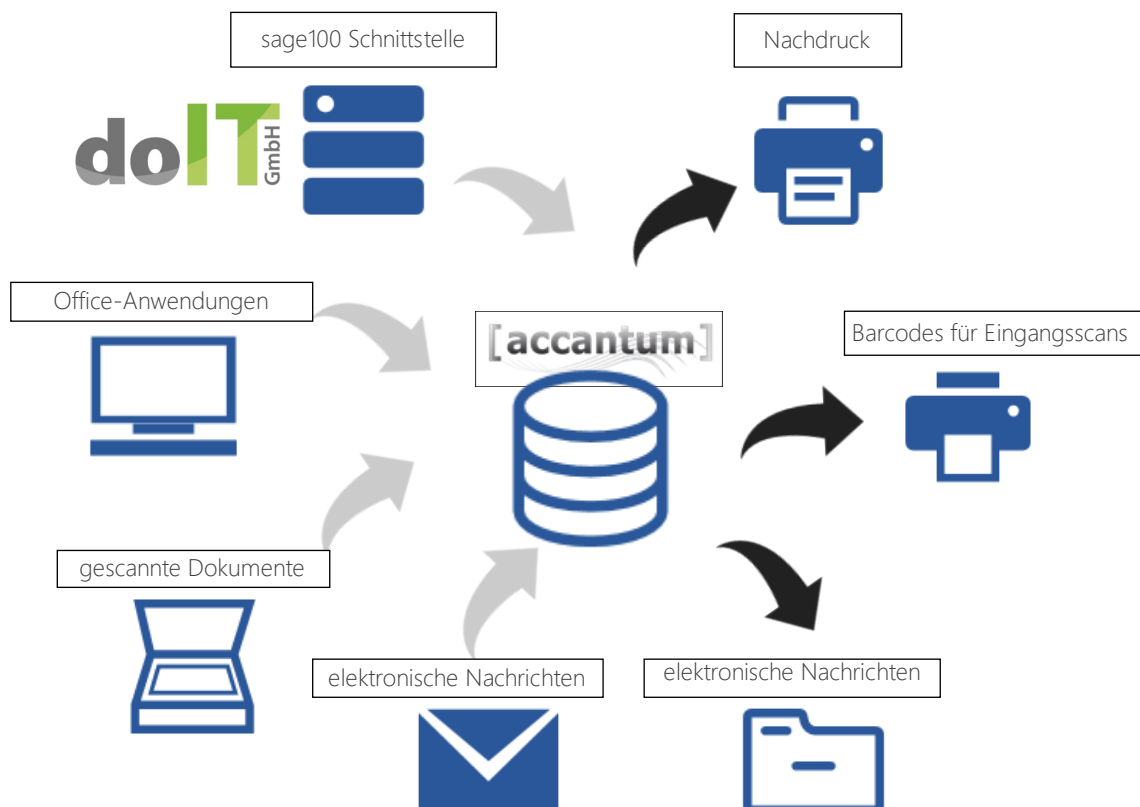 sage100 Schnittstelle
Nachdruck
doIT
GmbH
Office-Anwendungen
[accantum]
Barcodes für Eingangsscans
gescannte Dokumente
elektronische Nachrichten
elektronische Nachrichten